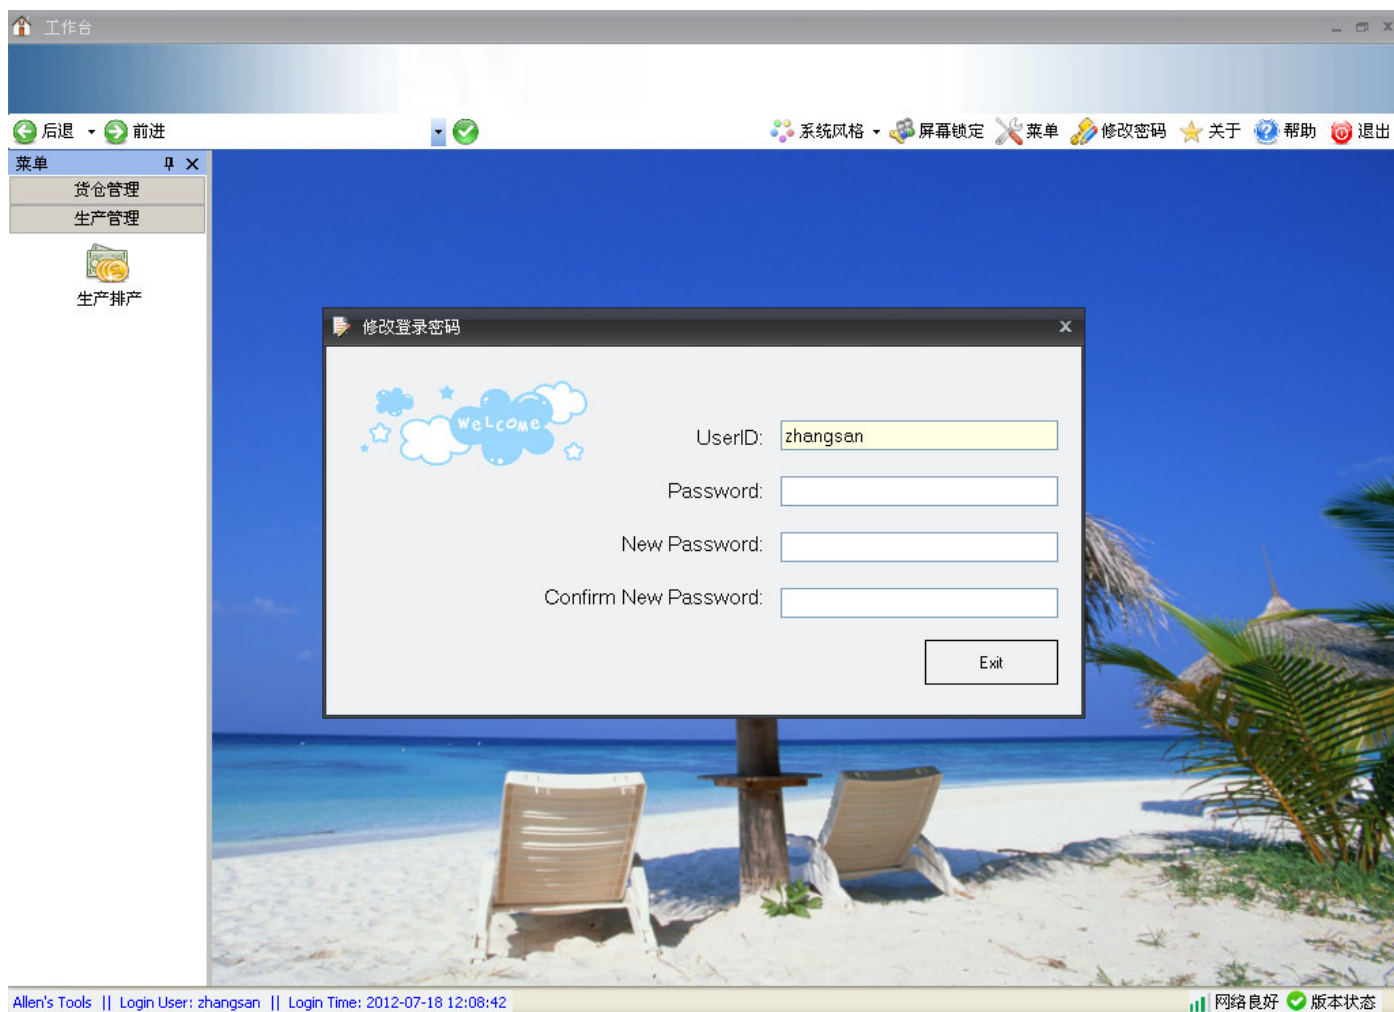 工作台
后退 前进 系统风格 屏幕锁定 菜单 修改密码 关于 帮助 退出
菜单
货仓管理
生产管理
生产排产
修改登录密码
WeLCOMe
UserID: zhangsan
Password:
New Password:
Confirm New Password:
Exit
Allen's Tools || Login User: zhangsan || Login Time: 2012-07-18 12:08:42 网络良好 版本状态